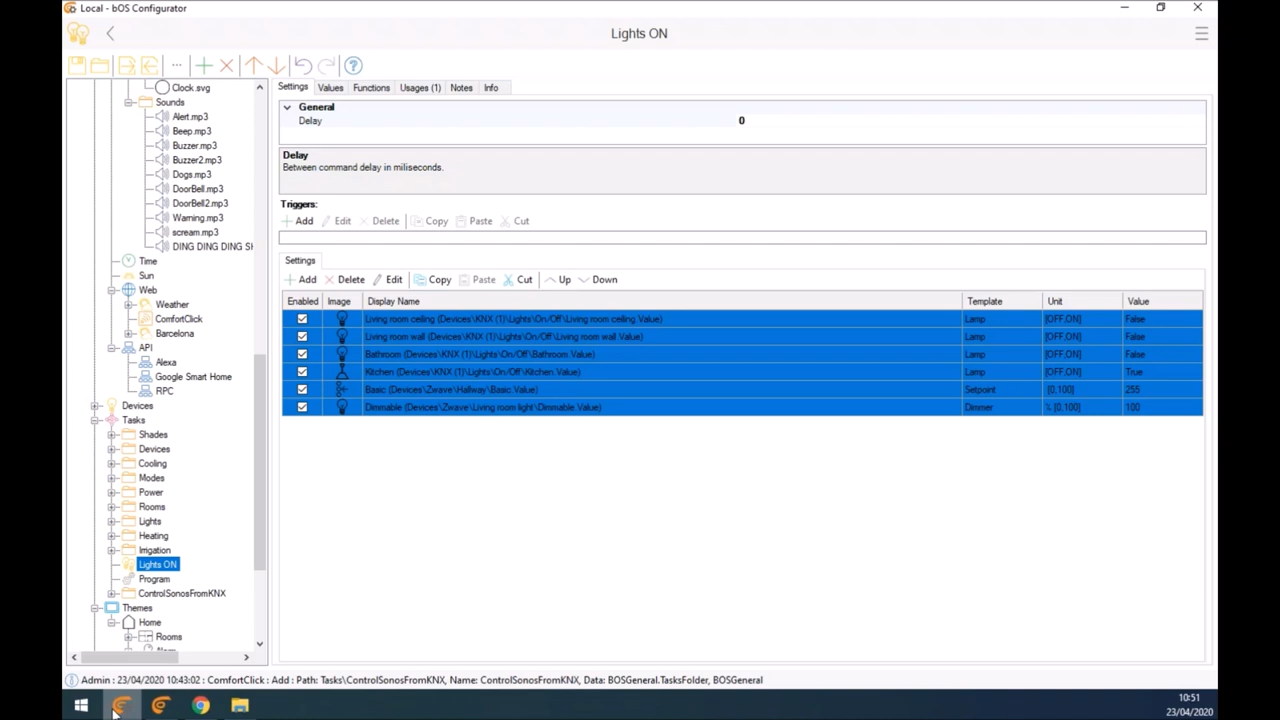 Local - bOS Configurator
Lights ON
Clock.svg
Sounds
Alert.mp3
Beep.mp3
Buzzer.mp3
Buzzer2.mp3
Dogs.mp3
DoorBell.mp3
DoorBell2.mp3
Warning.mp3
scream.mp3
DING DING DING SH
Time
Sun
Web
Weather
ComfortClick
Barcelona
API
Alexa
Google Smart Home
RPC
Devices
Tasks
Shades
Devices
Cooling
Modes
Power
Rooms
Lights
Heating
Irrigation
Lights ON
Program
ControlSonosFromKNX
Themes
Home
Rooms
Settings Values Functions Usages (1) Notes Info
General
Delay 0
Delay
Between command delay in miliseconds.
Triggers:
Add Edit Delete Copy Paste Cut
Settings
Add Delete Edit Copy Paste Cut Up Down
Enabled Image Display Name Template Unit Value
Living room ceiling (Devices\KNX (1)\Lights\On/Off\Living room ceiling.Value) Lamp [OFF,ON] False
Living room wall (Devices\KNX (1)\Lights\On/Off\Living room wall.Value) Lamp [OFF,ON] False
Bathroom (Devices\KNX (1)\Lights\On/Off\Bathroom.Value) Lamp [OFF,ON] False
Kitchen (Devices\KNX (1)\Lights\On/Off\Kitchen.Value) Lamp [OFF,ON] True
Basic (Devices\Zwave\Hallway\Basic.Value) Setpoint [0,100] 255
Dimmable (Devices\Zwave\Living room light\Dimmable.Value) Dimmer % [0,100] 100
Admin : 23/04/2020 10:43:02 : ComfortClick : Add : Path: Tasks\ControlSonosFromKNX, Name: ControlSonosFromKNX, Data: BOSGeneral.TasksFolder, BOSGeneral
10:51
23/04/2020